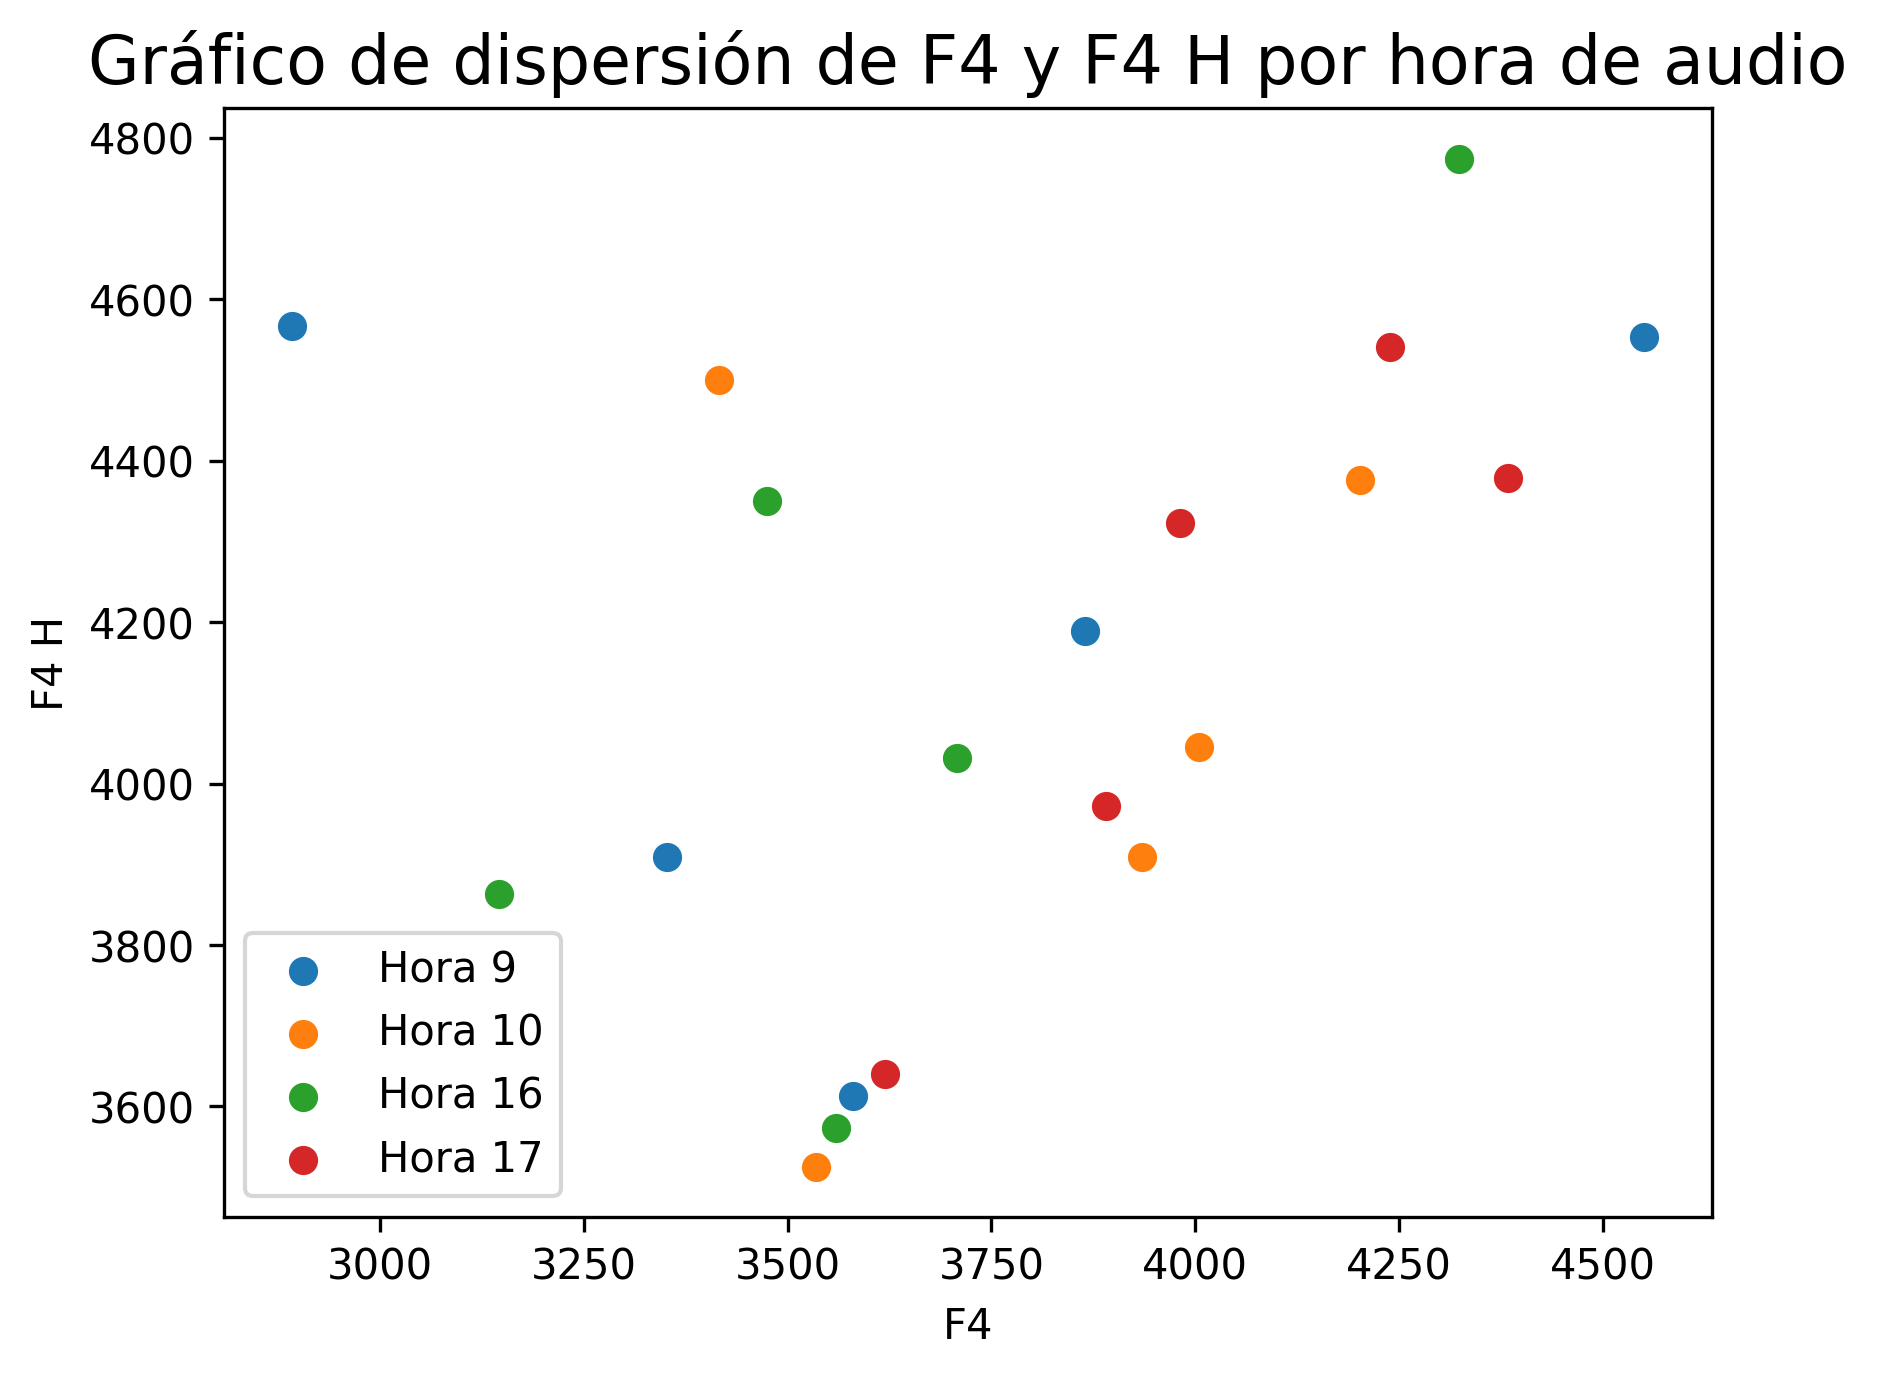 Gráfico de dispersión de F4 y F4 H por hora de audio
4800
4600
4400
4200
4000
3800
3600
F4 H
Hora 9
Hora 10
Hora 16
Hora 17
3000 3250 3500 3750 4000 4250 4500
F4